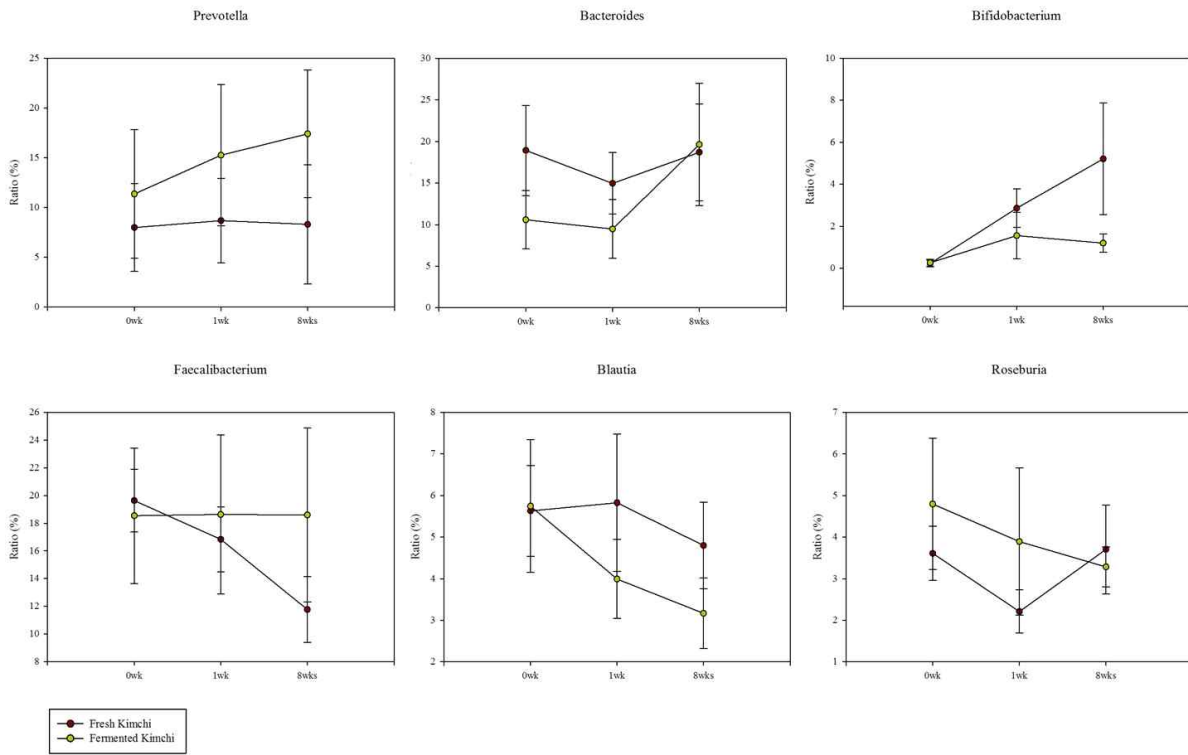 Prevotella
Bacteroides
Bifidobacterium
Ratio (%)
25
20
15
10
5
0
0wk
1wk
8wks
Ratio (%)
30
25
20
15
10
5
0
0wk
1wk
8wks
Ratio (%)
10
8
6
4
2
0
0wk
1wk
8wks
Faecalibacterium
Blautia
Roseburia
Ratio (%)
26
24
22
20
18
16
14
12
10
8
0wk
1wk
8wks
Ratio (%)
8
7
6
5
4
3
2
0wk
1wk
8wks
Ratio (%)
7
6
5
4
3
2
1
0wk
1wk
8wks
Fresh Kimchi
Fermented Kimchi